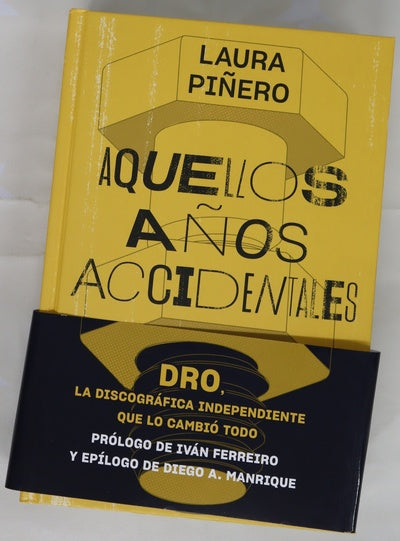 LAURA
PIÑERO
AQUELLOS
AÑOS
ACCIDENTALES
DRO,
LA DISCOGRÁFICA INDEPENDIENTE
QUE LO CAMBIÓ TODO
PRÓLOGO DE IVÁN FERREIRO
Y EPÍLOGO DE DIEGO A. MANRIQUE